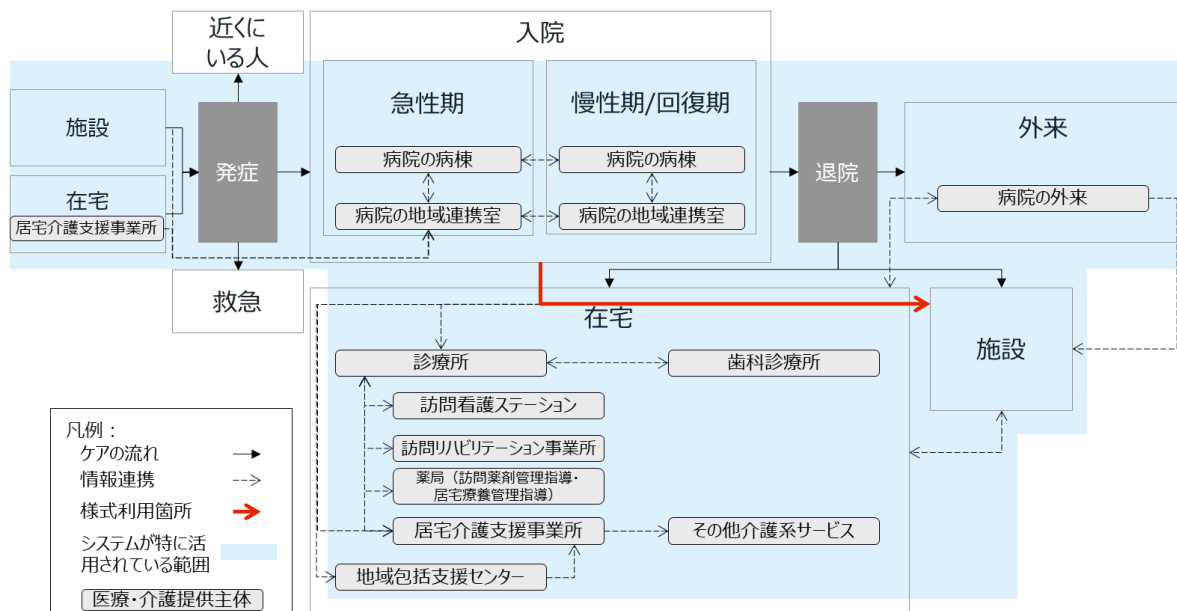 近くに
いる人
入院
急性期
慢性期/回復期
施設
発症
病院の病棟
病院の病棟
退院
外来
在宅
居宅介護支援事業所
病院の地域連携室
病院の地域連携室
病院の外来
救急
在宅
施設
診療所
歯科診療所
訪問看護ステーション
訪問リハビリテーション事業所
薬局（訪問薬剤管理指導・
居宅療養管理指導）
居宅介護支援事業所
その他介護系サービス
地域包括支援センター
凡例：
ケアの流れ
情報連携
様式利用箇所
システムが特に活
用されている範囲
医療・介護提供主体